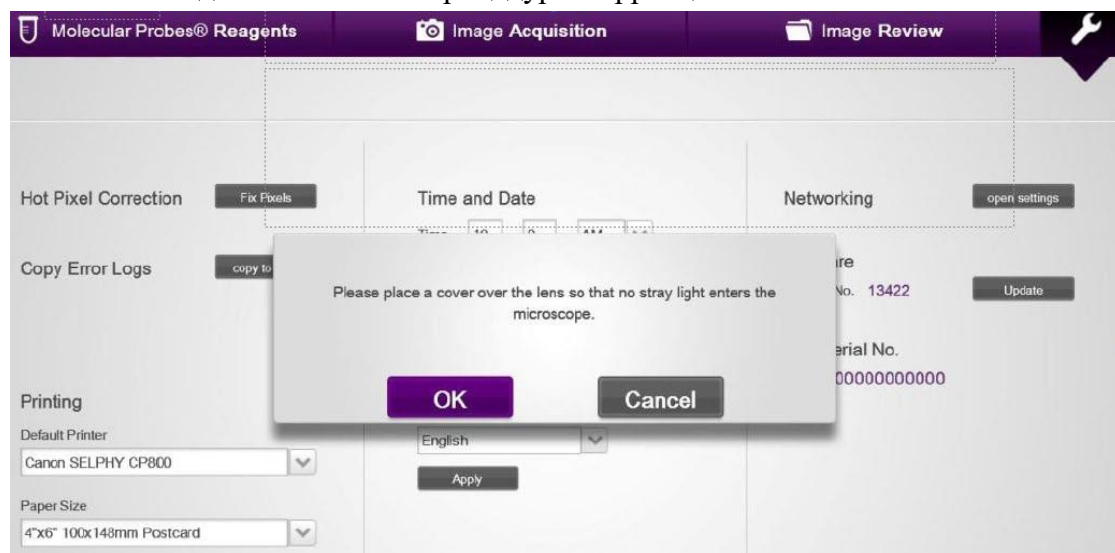 Molecular Probes® Reagents
Image Acquisition
Image Review
Hot Pixel Correction
Fix Pixels
Time and Date
Networking
open settings
Copy Error Logs
copy to
Please place a cover over the lens so that no stray light enters the
microscope.
No. 13422
Update
erial No.
00000000000
OK
Cancel
Printing
Default Printer
Canon SELPHY CP800
English
Apply
Paper Size
4"x6" 100x148mm Postcard